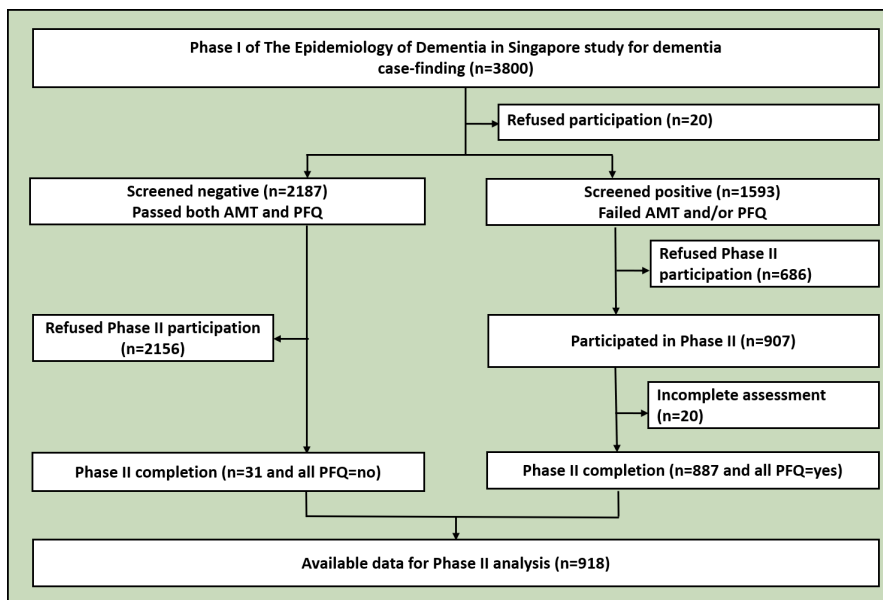 Phase I of The Epidemiology of Dementia in Singapore study for dementia
case-finding (n=3800)
Refused participation (n=20)
Screened negative (n=2187)
Passed both AMT and PFQ
Screened positive (n=1593)
Failed AMT and/or PFQ
Refused Phase II
participation (n=686)
Refused Phase II participation
(n=2156)
Participated in Phase II (n=907)
Incomplete assessment
(n=20)
Phase II completion (n=31 and all PFQ=no)
Phase II completion (n=887 and all PFQ=yes)
Available data for Phase II analysis (n=918)